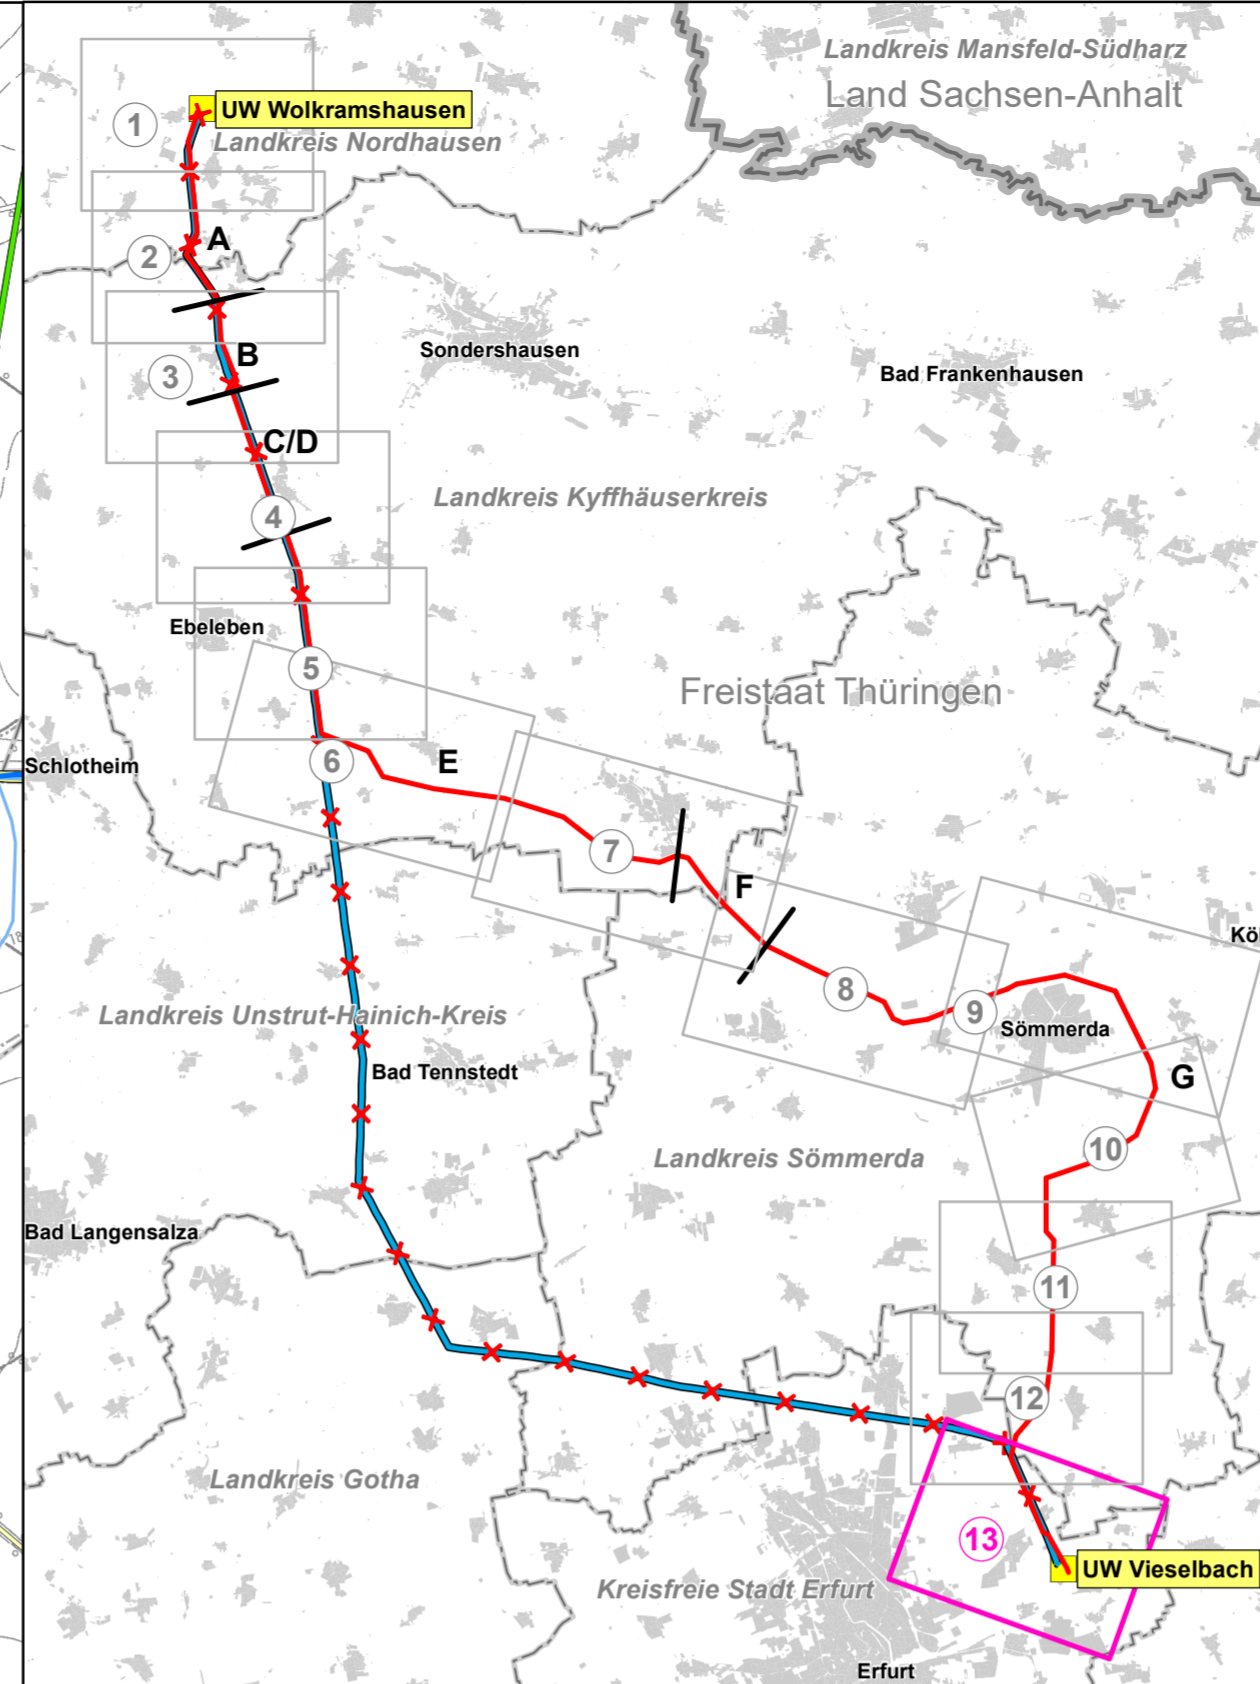 Landkreis Mansfeld-Südharz
Land Sachsen-Anhalt
UW Wolkramshausen
1
Landkreis Nordhausen
A
2
B
3
Sondershausen
Bad Frankenhausen
C/D
Landkreis Kyffhäuserkreis
4
Ebeleben
5
Freistaat Thüringen
Schlotheim
6
E
7
F
8
9
Sömmerda
Landkreis Unstrut-Hainich-Kreis
Bad Tennstedt
G
10
Landkreis Sömmerda
Bad Langensalza
11
12
Landkreis Gotha
13
UW Vieselbach
Kreisfreie Stadt Erfurt
Erfurt